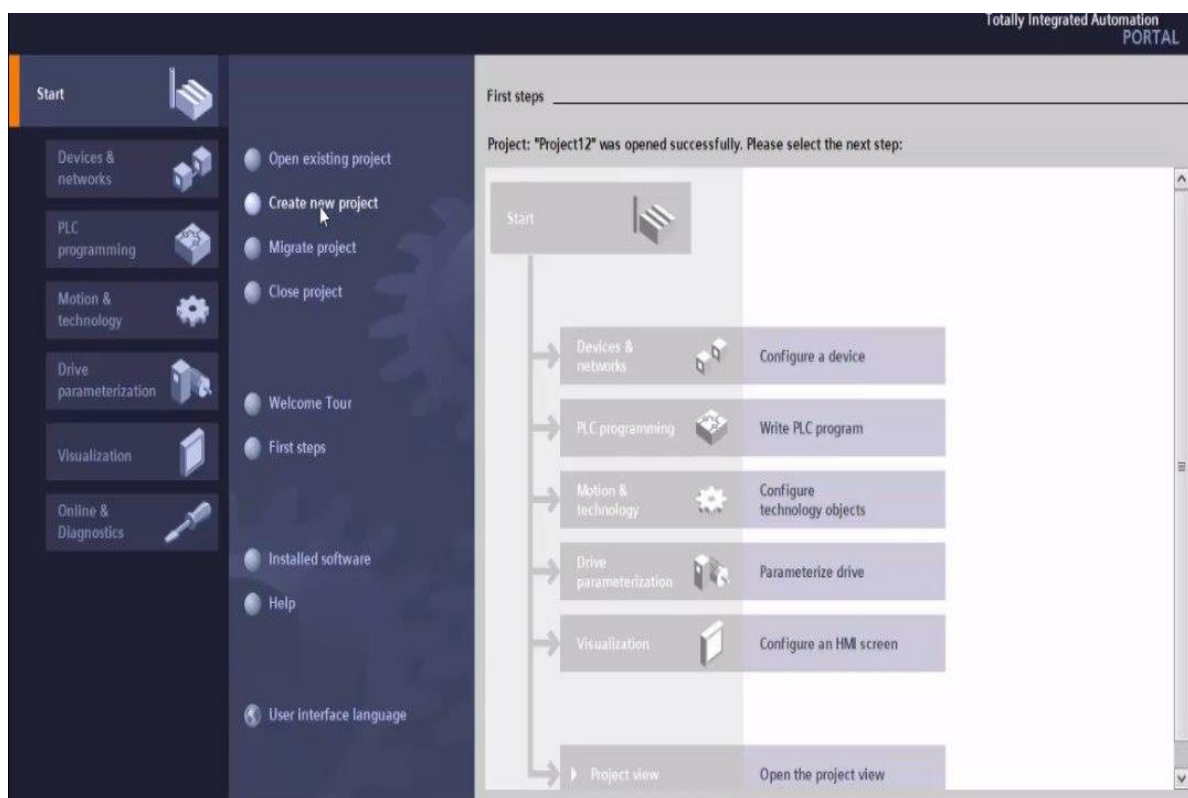 Totally Integrated Automation
PORTAL
Start
Devices &
networks
PLC
programming
Motion &
technology
Drive
parameterization
Visualization
Online &
Diagnostics
Open existing project
Create new project
Migrate project
Close project
Welcome Tour
First steps
Installed software
Help
User interface language
First steps
Project: "Project12" was opened successfully. Please select the next step:
Start
Devices &
networks
Configure a device
PLC programming
Write PLC program
Motion &
technology
Configure
technology objects
Drive
parameterization
Parameterize drive
Visualization
Configure an HMI screen
Project view
Open the project view